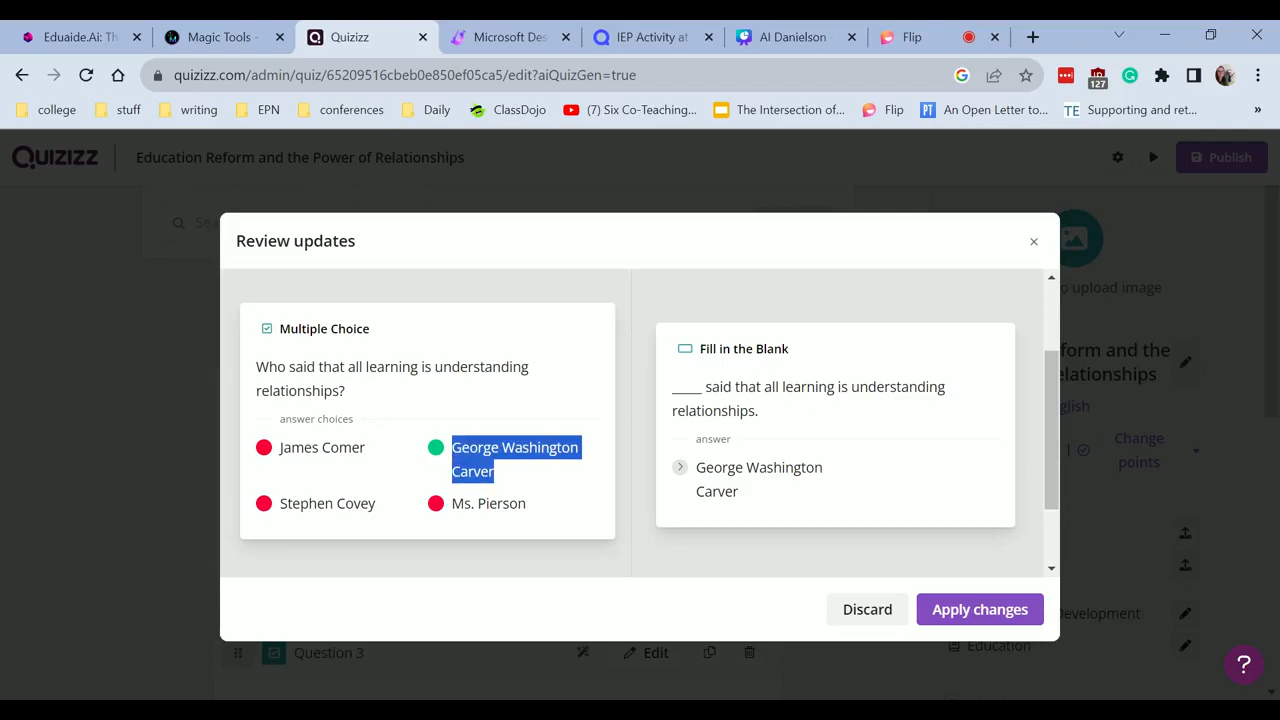 Eduaide.Ai: Th
Magic Tools -
Quizizz
Microsoft Des
IEP Activity at
AI Danielson -
Flip
quizizz.com/admin/quiz/65209516cbeb0e850ef05ca5/edit?aiQuizGen=true
127
college
stuff
writing
EPN
conferences
Daily
ClassDojo
(7) Six Co-Teaching...
The Intersection of...
Flip
PT
An Open Letter to...
TE
Supporting and ret...
»
QUIZIZZ
Education Reform and the Power of Relationships
Publish
Review updates
Multiple Choice
Who said that all learning is understanding
relationships?
answer choices
James Comer
George Washington
Carver
Stephen Covey
Ms. Pierson
Fill in the Blank
_____ said that all learning is understanding
relationships.
answer
George Washington
Carver
Discard
Apply changes
o upload image
form and the
elationships
glish
Change
points
Development
Education
Question 3
Edit
?